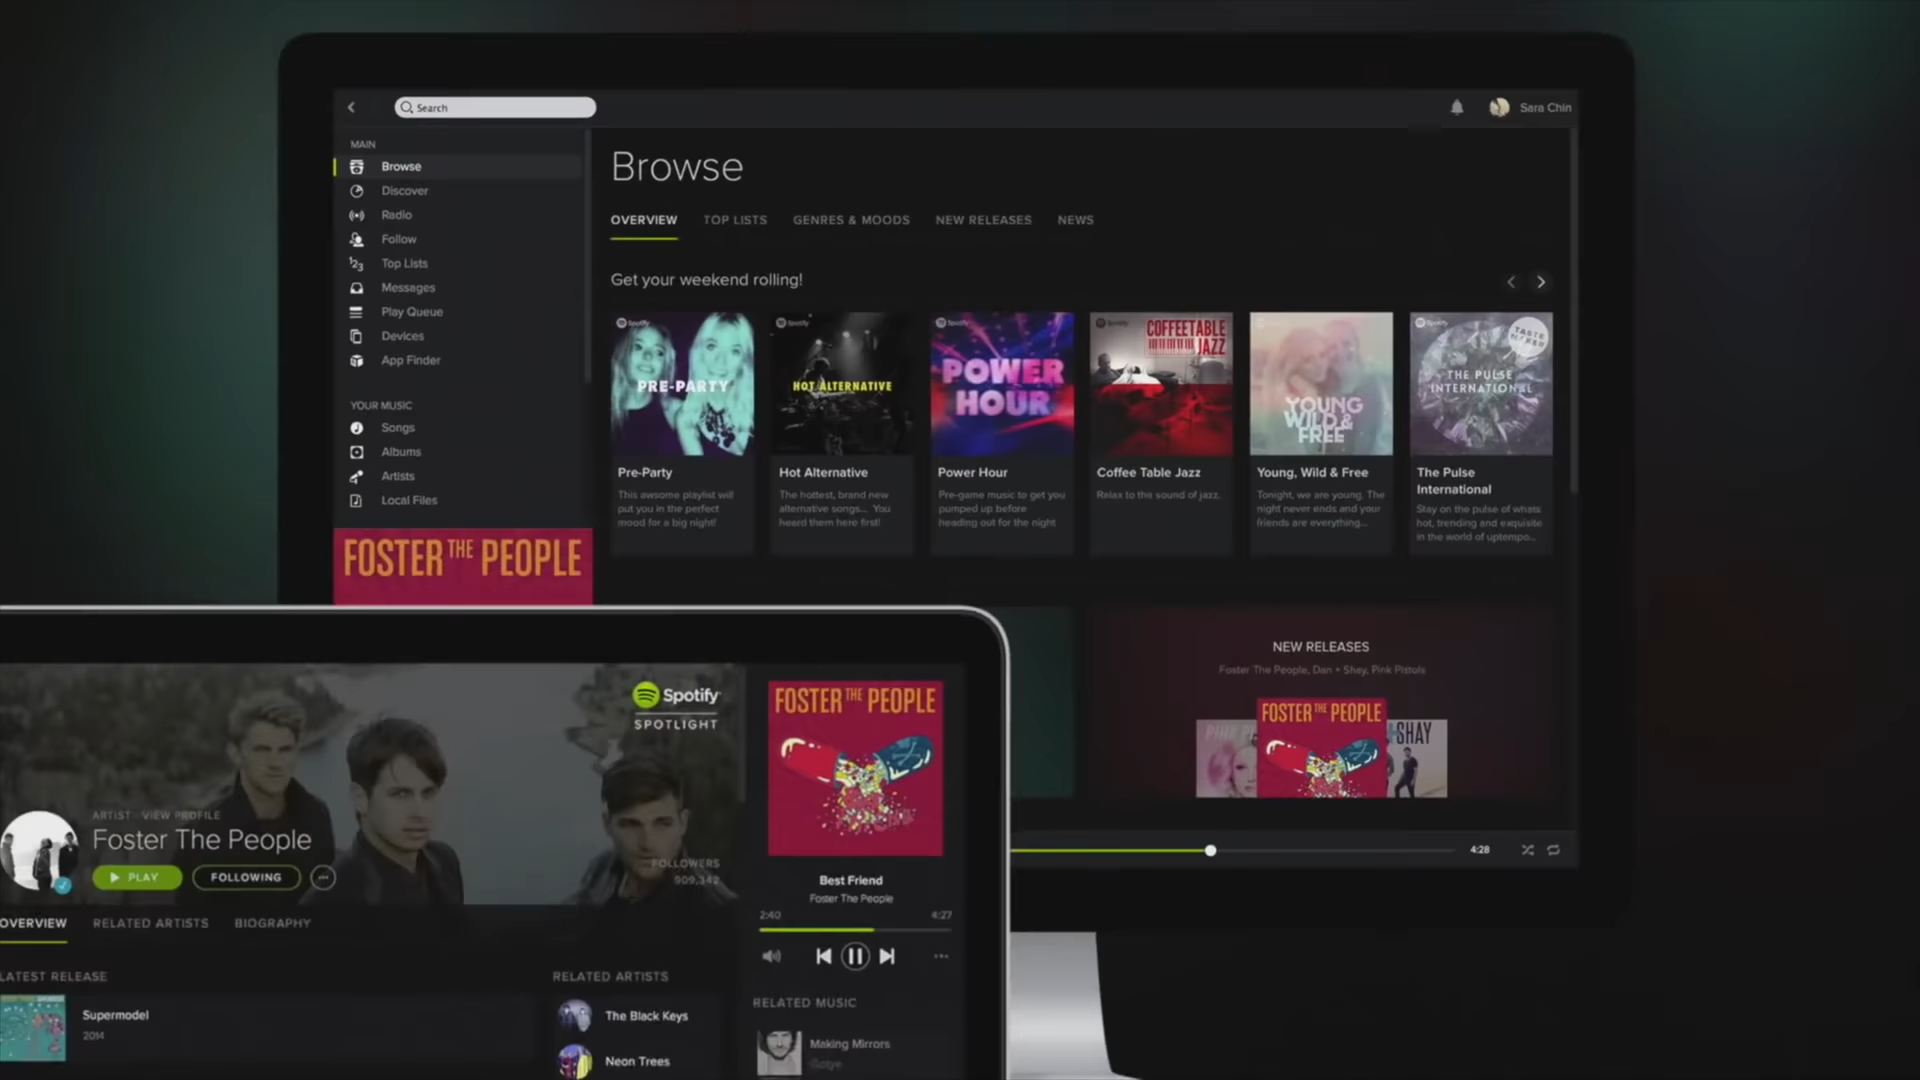 Search
Sara Chin
MAIN
Browse
Discover
Radio
Follow
Top Lists
Messages
Play Queue
Devices
App Finder
YOUR MUSIC
Songs
Albums
Artists
Local Files
FOSTER THE PEOPLE
Browse
OVERVIEW TOP LISTS GENRES & MOODS NEW RELEASES NEWS
Get your weekend rolling!
Spotify
PRE-PARTY
Pre-Party
This awsome playlist will
put you in the perfect
mood for a big night!
Spotify
HOT ALTERNATIVE
Hot Alternative
The hottest, brand new
alternative songs... You
heard them here first!
Spotify
POWER
HOUR
Power Hour
Pre-game music to get you
pumped up before
heading out for the night
Spotify
COFFEETABLE
JAZZ
Coffee Table Jazz
Relax to the sound of jazz.
YOUNG
WILD &
FREE
Young, Wild & Free
Tonight, we are young. The
night never ends and your
friends are everything...
Spotify
TASTE
THE PULSE
INTERNATIONAL
The Pulse
International
Stay on the pulse of whats
hot, trending and exquisite
in the world of uptempo...
NEW RELEASES
Foster The People, Dan + Shay, Pink Pistols
FOSTER THE PEOPLE
+SHAY
4:28
Spotify
SPOTLIGHT
ARTIST · VIEW PROFILE
Foster The People
PLAY FOLLOWING
FOLLOWERS
909,342
OVERVIEW RELATED ARTISTS BIOGRAPHY
LATEST RELEASE
Supermodel
2014
RELATED ARTISTS
The Black Keys
Neon Trees
FOSTER THE PEOPLE
Best Friend
Foster The People
2:40 4:27
RELATED MUSIC
Making Mirrors
Gotye